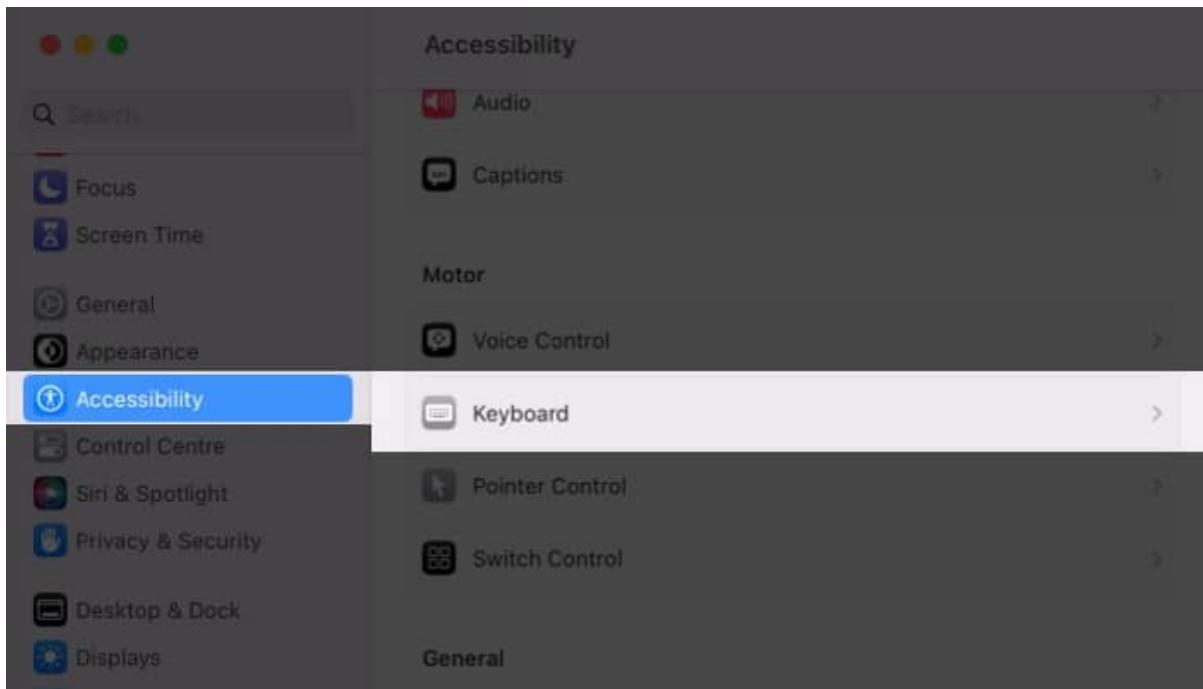 Search
Focus
Screen Time
General
Appearance
Accessibility
Control Centre
Siri & Spotlight
Privacy & Security
Desktop & Dock
Displays
Accessibility
Audio
Captions
Motor
Voice Control
Keyboard
Pointer Control
Switch Control
General